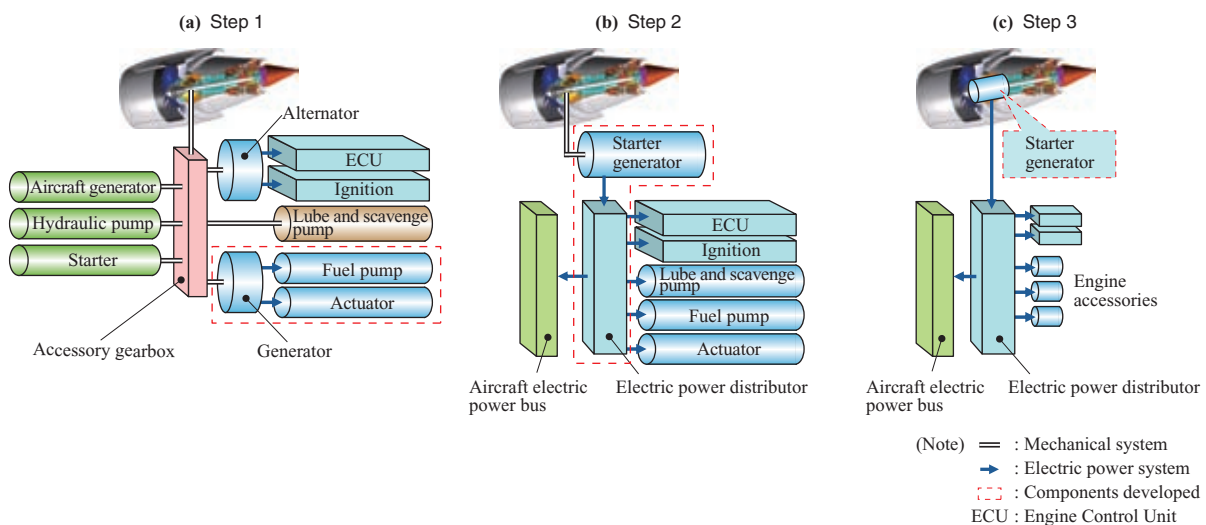 (a) Step 1
Alternator
ECU
Ignition
Aircraft generator
Hydraulic pump
Starter
Lube and scavenge
pump
Fuel pump
Actuator
Accessory gearbox
Generator
(b) Step 2
Starter
generator
ECU
Ignition
Lube and scavenge
pump
Fuel pump
Actuator
Aircraft electric
power bus
Electric power distributor
(c) Step 3
Starter
generator
Engine
accessories
Aircraft electric
power bus
Electric power distributor
(Note)
: Mechanical system
: Electric power system
: Components developed
ECU : Engine Control Unit